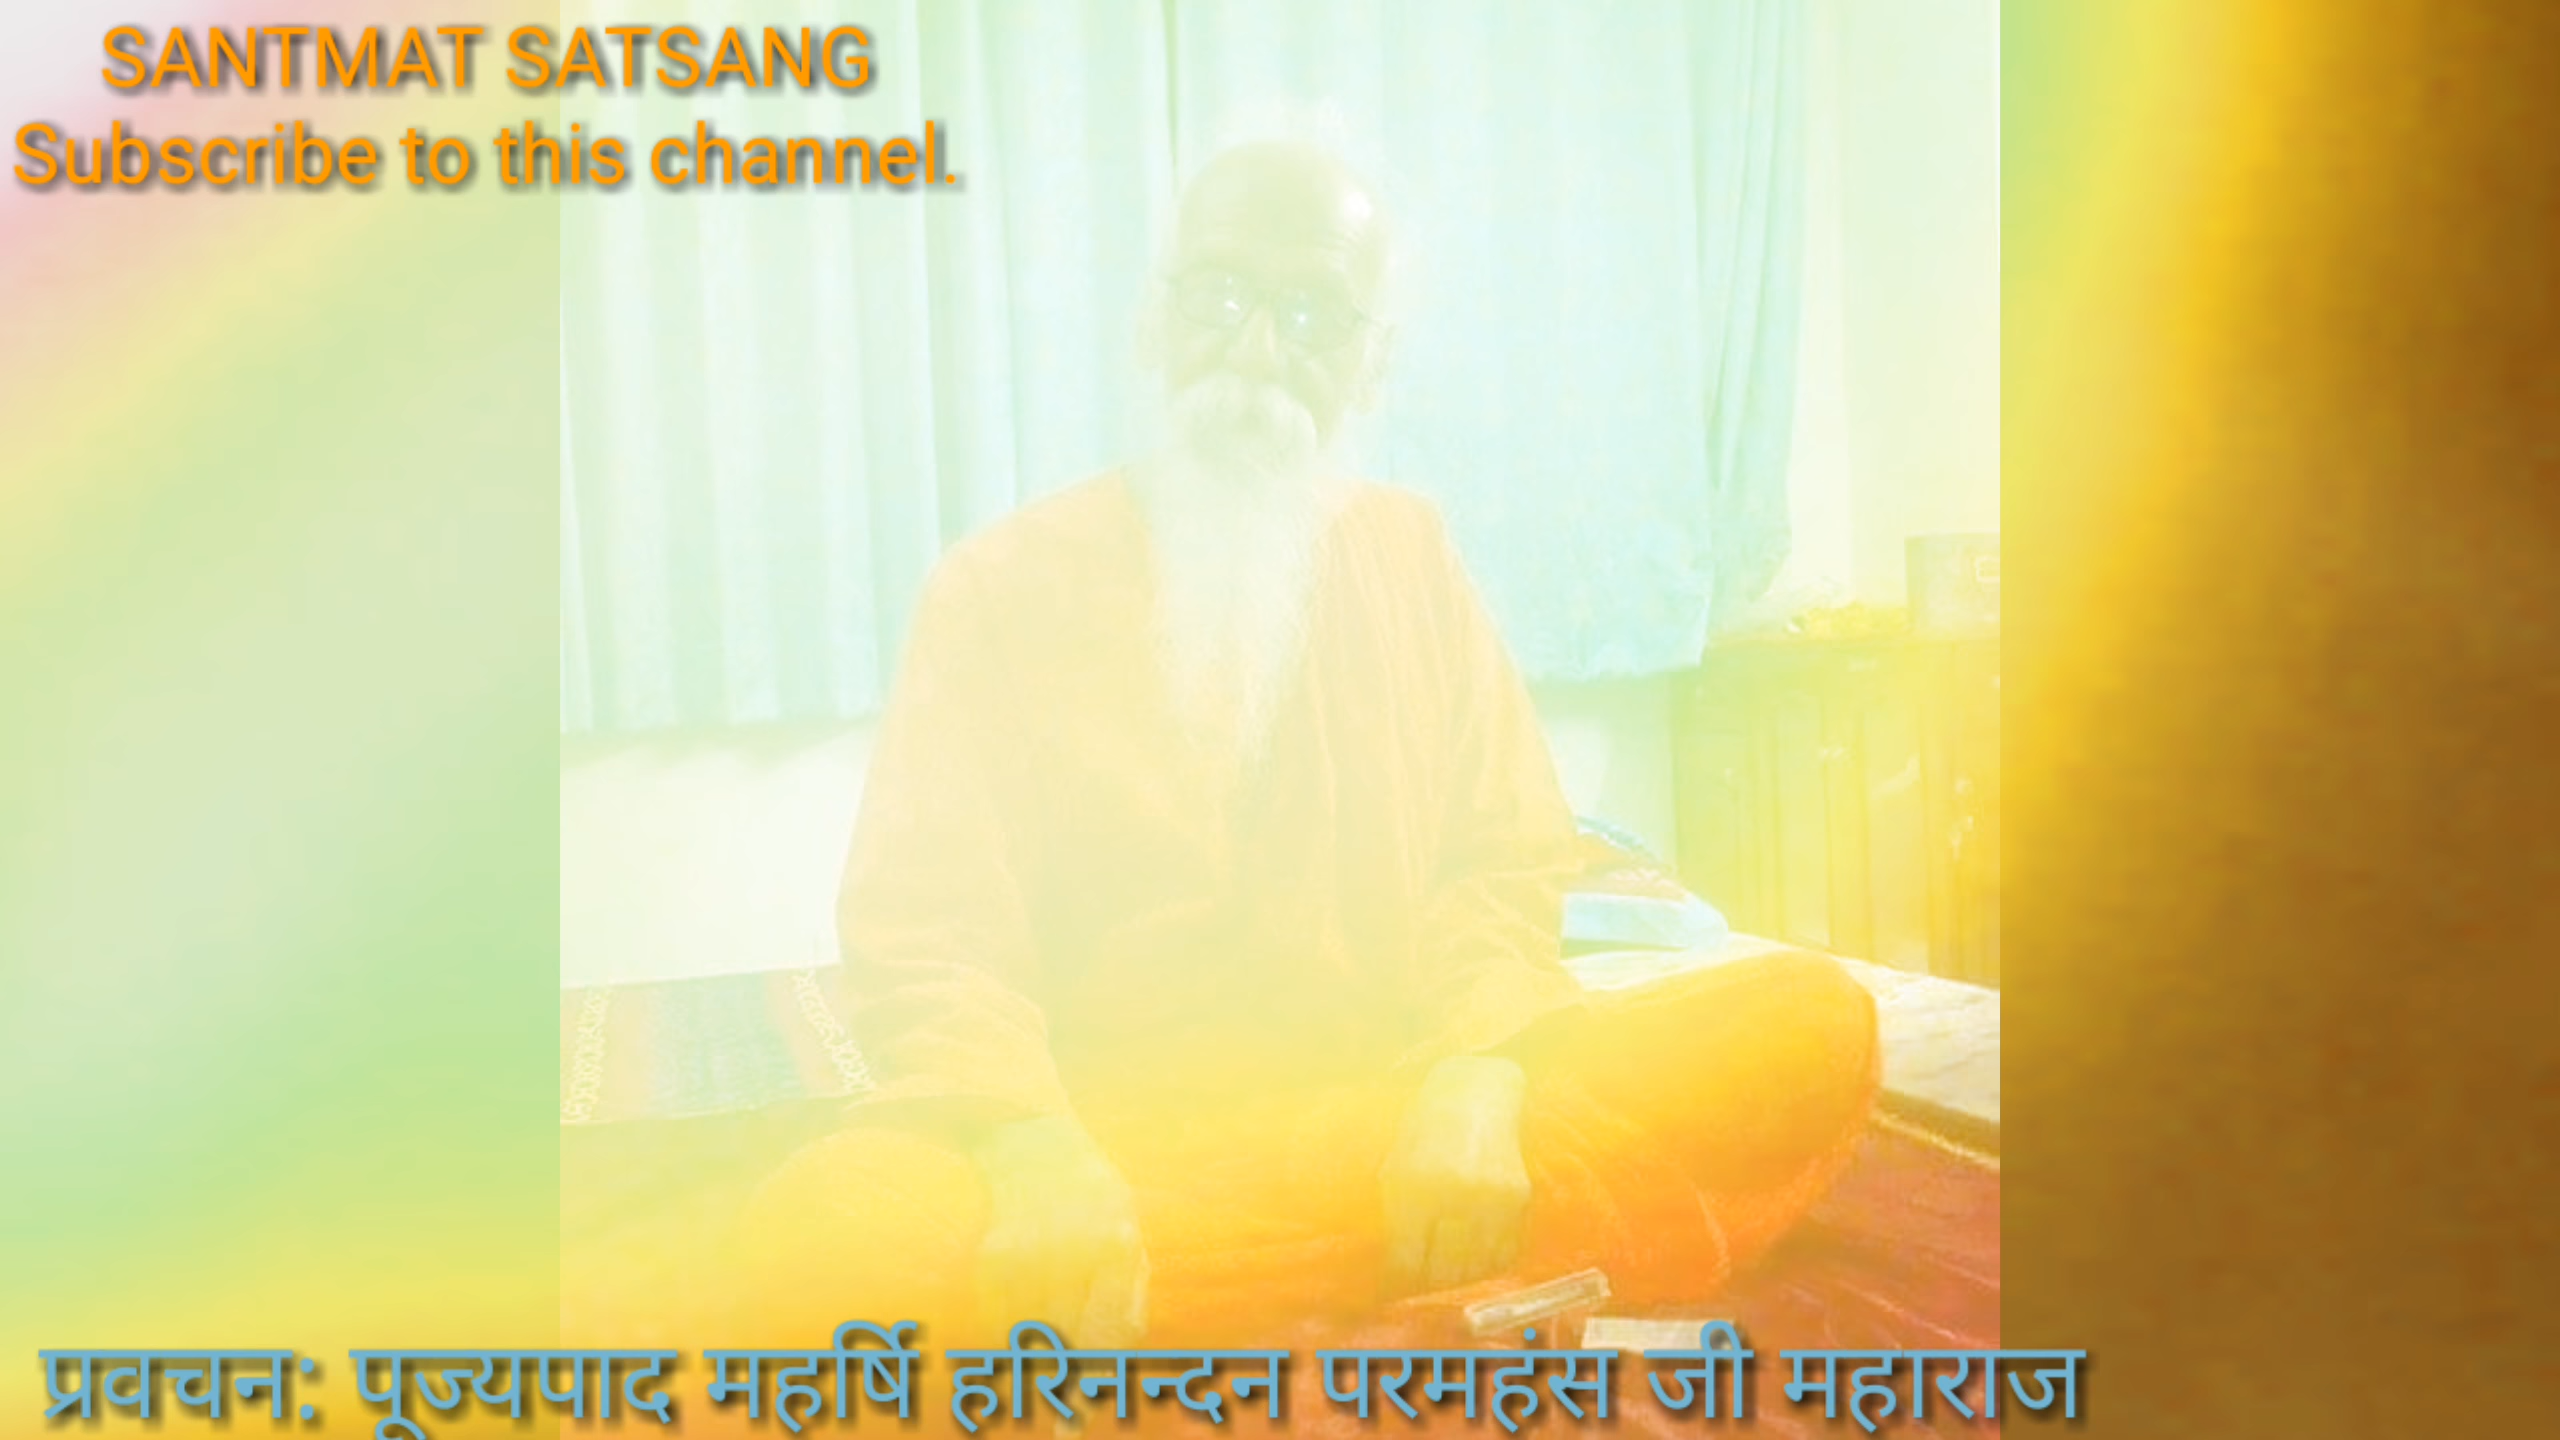 SANTMAT SATSANG
Subscribe to this channel.
प्रवचन: पूज्यपाद महर्षि हरिनन्दन परमहंस जी महाराज